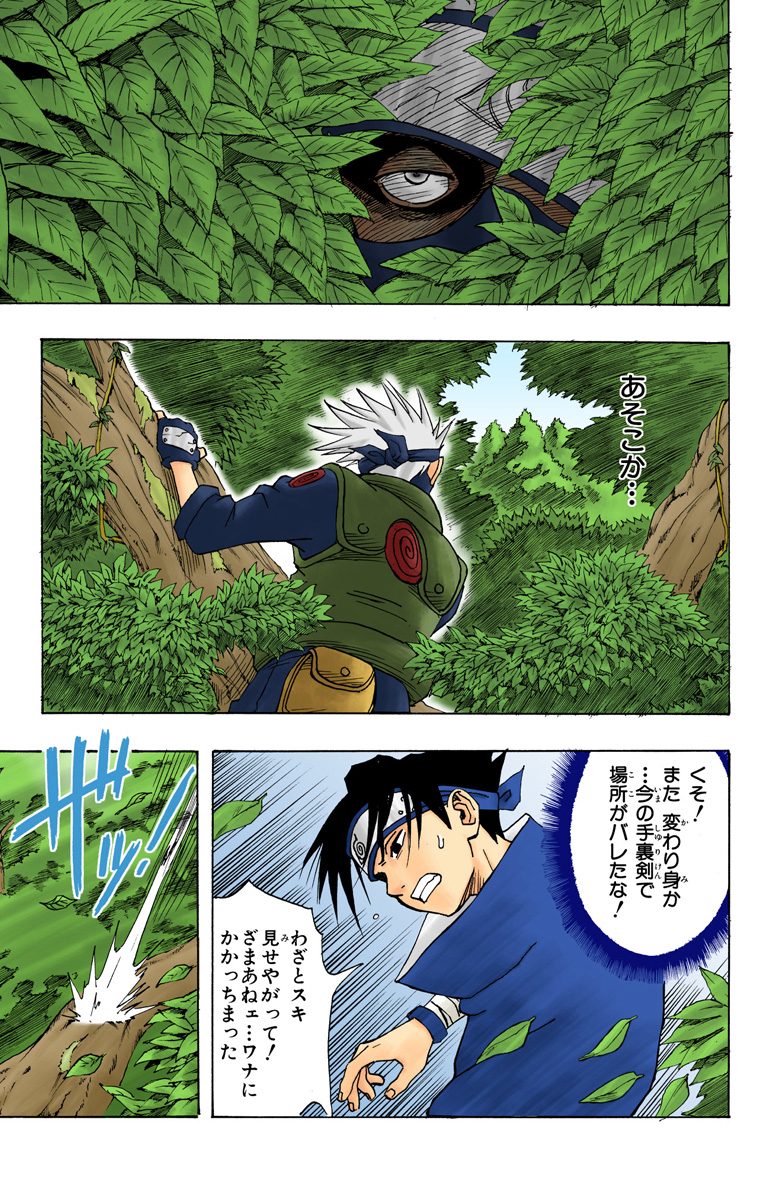 あそこか…
くそ！
また変わり身か
…今の手裏剣で
場所がバレたな！
わざとスキ
見せやがって！
ざまあねェ…ワナに
かかっちまった
ザザッ！